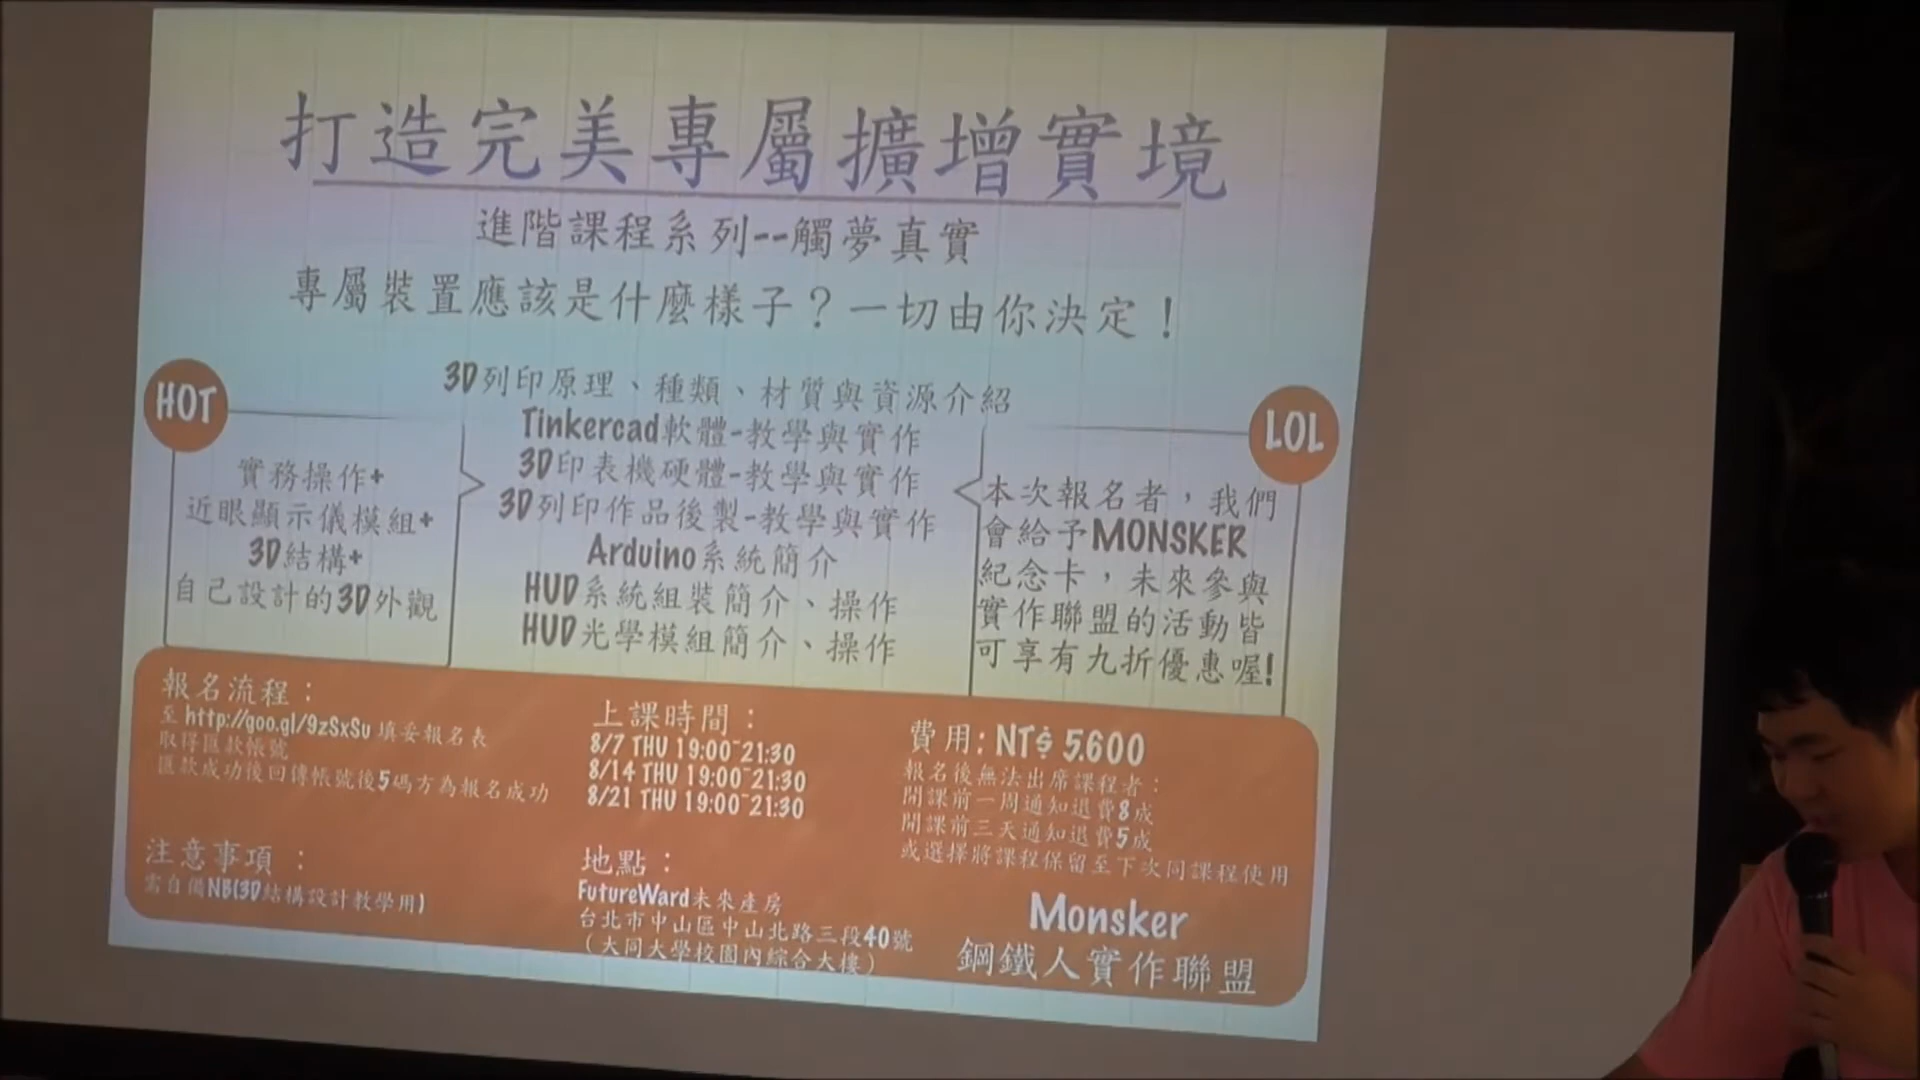 打造完美專屬擴增實境
進階課程系列--觸夢真實
專屬裝置應該是什麼樣子？一切由你決定！
HOT
實務操作+
近眼顯示儀模組+
3D結構+
自己設計的3D外觀
3D列印原理、種類、材質與資源介紹
Tinkercad軟體-教學與實作
3D印表機硬體-教學與實作
3D列印作品後製-教學與實作
Arduino系統簡介
HUD系統組裝簡介、操作
HUD光學模組簡介、操作
LOL
本次報名者，我們
會給予MONSKER
紀念卡，未來參與
實作聯盟的活動皆
可享有九折優惠喔!
報名流程：
至 http://goo.gl/9zSxSu 填妥報名表
取得匯款帳號
匯款成功後回傳帳號後5碼方為報名成功
注意事項：
需自備NB(3D結構設計教學用)
上課時間：
8/7 THU 19:00~21:30
8/14 THU 19:00~21:30
8/21 THU 19:00~21:30
地點：
FutureWard未來產房
台北市中山區中山北路三段40號
（大同大學校園內綜合大樓）
費用: NT$ 5,600
報名後無法出席課程者：
開課前一周通知退費8成
開課前三天通知退費5成
或選擇將課程保留至下次同課程使用
Monsker
鋼鐵人實作聯盟